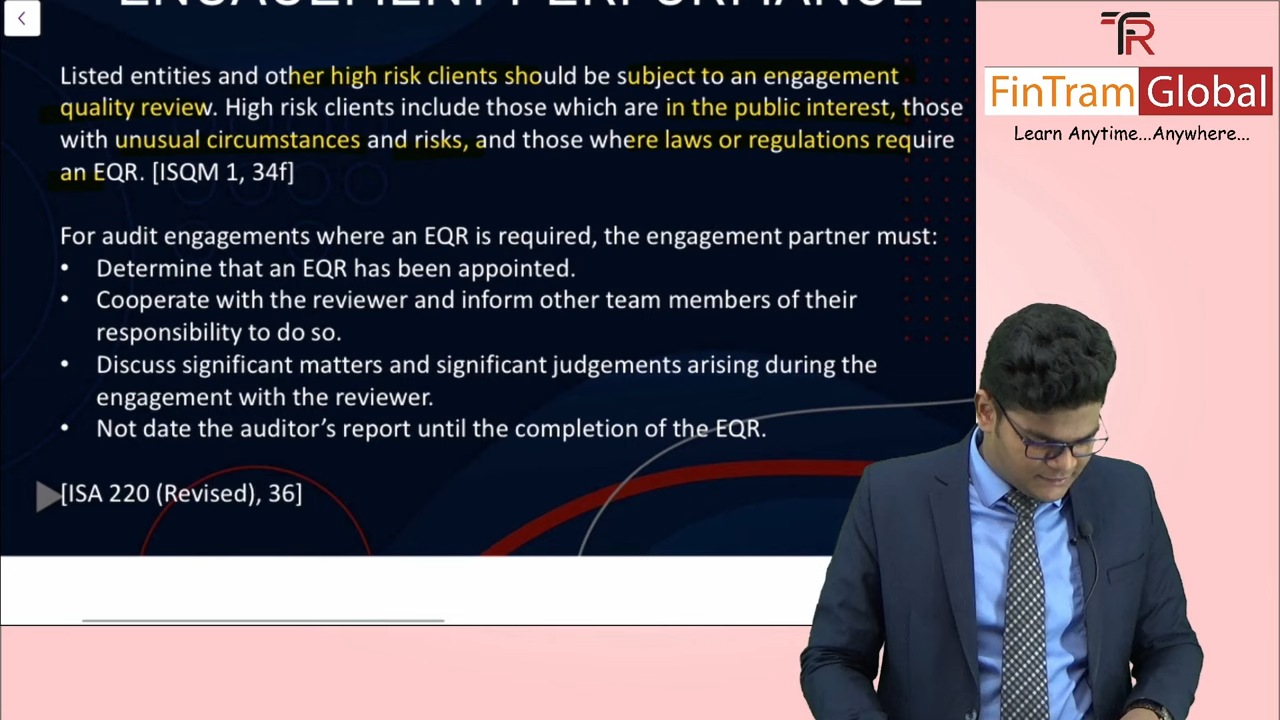 ENGAGEMENT PERFORMANCE
Listed entities and other high risk clients should be subject to an engagement
quality review. High risk clients include those which are in the public interest, those
with unusual circumstances and risks, and those where laws or regulations require
an EQR. [ISQM 1, 34f]
For audit engagements where an EQR is required, the engagement partner must:
• Determine that an EQR has been appointed.
• Cooperate with the reviewer and inform other team members of their
responsibility to do so.
• Discuss significant matters and significant judgements arising during the
engagement with the reviewer.
• Not date the auditor’s report until the completion of the EQR.
[ISA 220 (Revised), 36]
FinTram Global
Learn Anytime...Anywhere...